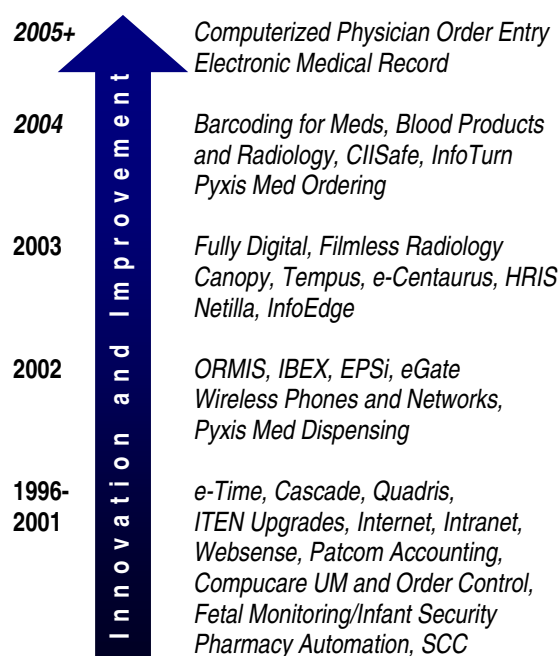 2005+ Computerized Physician Order Entry
Electronic Medical Record
2004 Barcoding for Meds, Blood Products
and Radiology, CIISafe, InfoTurn
Pyxis Med Ordering
2003 Fully Digital, Filmless Radiology
Canopy, Tempus, e-Centaurus, HRIS
Netilla, InfoEdge
2002 ORMIS, IBEX, EPSi, eGate
Wireless Phones and Networks,
Pyxis Med Dispensing
1996- e-Time, Cascade, Quadris,
2001 ITEN Upgrades, Internet, Intranet,
Websense, Patcom Accounting,
Compucare UM and Order Control,
Fetal Monitoring/Infant Security
Pharmacy Automation, SCC
Innovation and Improvement